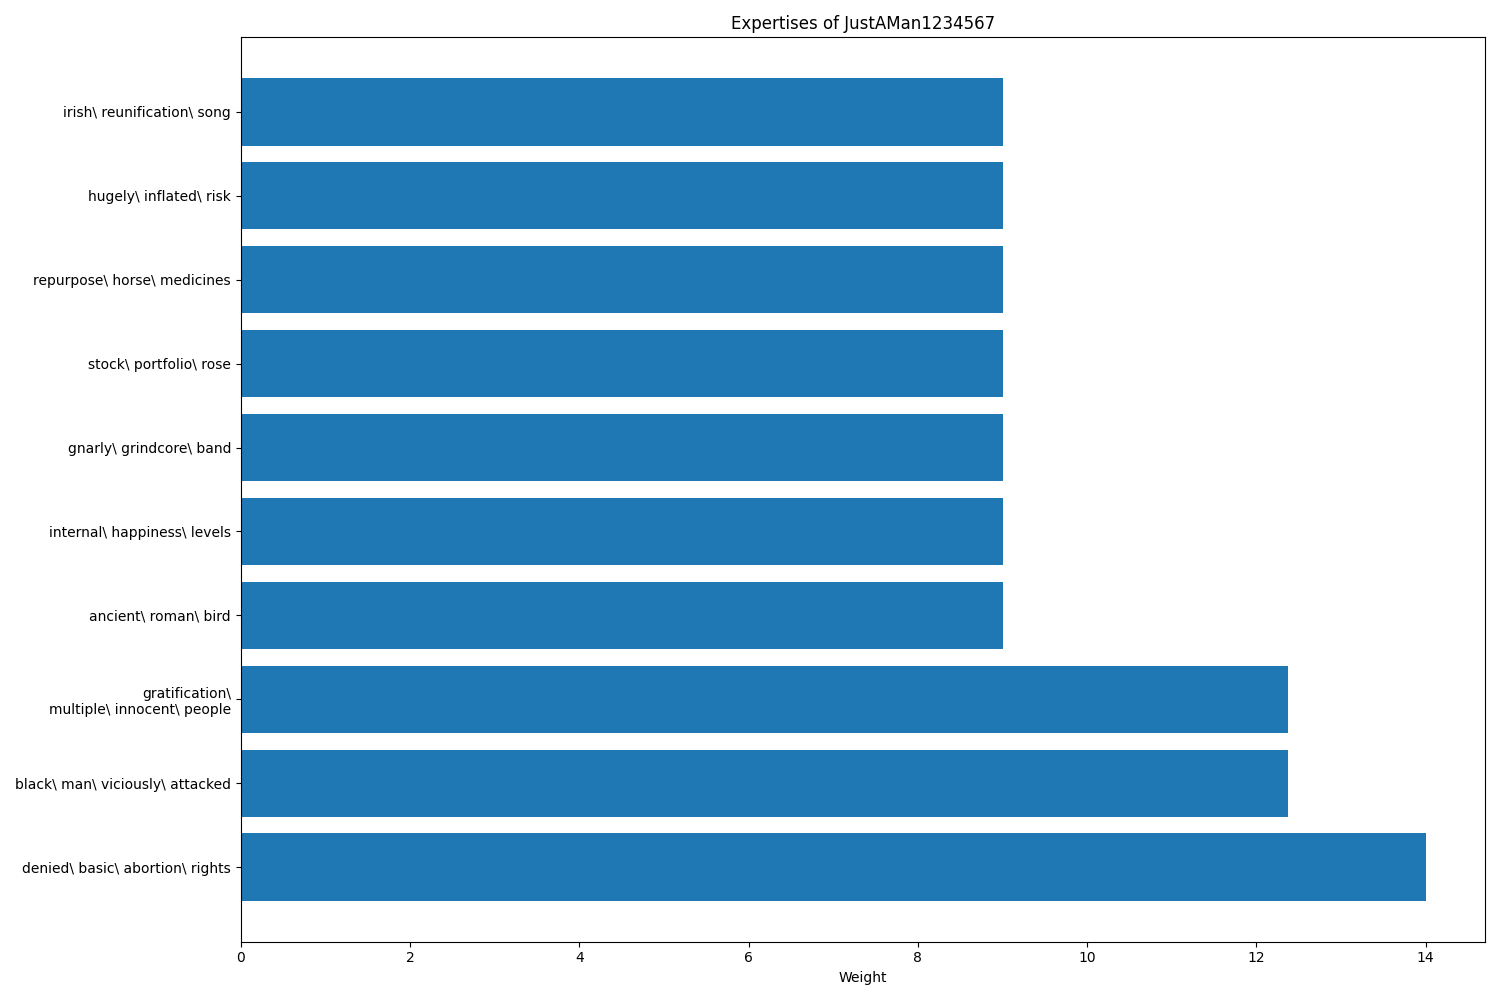 Expertises of JustAMan1234567
irish\ reunification\ song
hugely\ inflated\ risk
repurpose\ horse\ medicines
stock\ portfolio\ rose
gnarly\ grindcore\ band
internal\ happiness\ levels
ancient\ roman\ bird
gratification\
multiple\ innocent\ people
black\ man\ viciously\ attacked
denied\ basic\ abortion\ rights
0 2 4 6 8 10 12 14
Weight